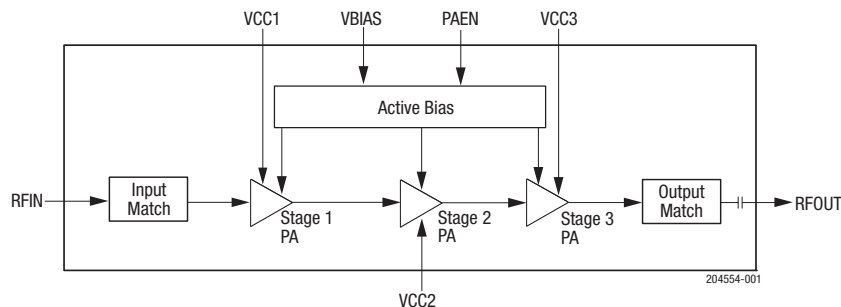 VCC1
VBIAS
PAEN
VCC3
Active Bias
RFIN
Input
Match
Stage 1
PA
Stage 2
PA
Stage 3
PA
Output
Match
RFOUT
204554-001
VCC2